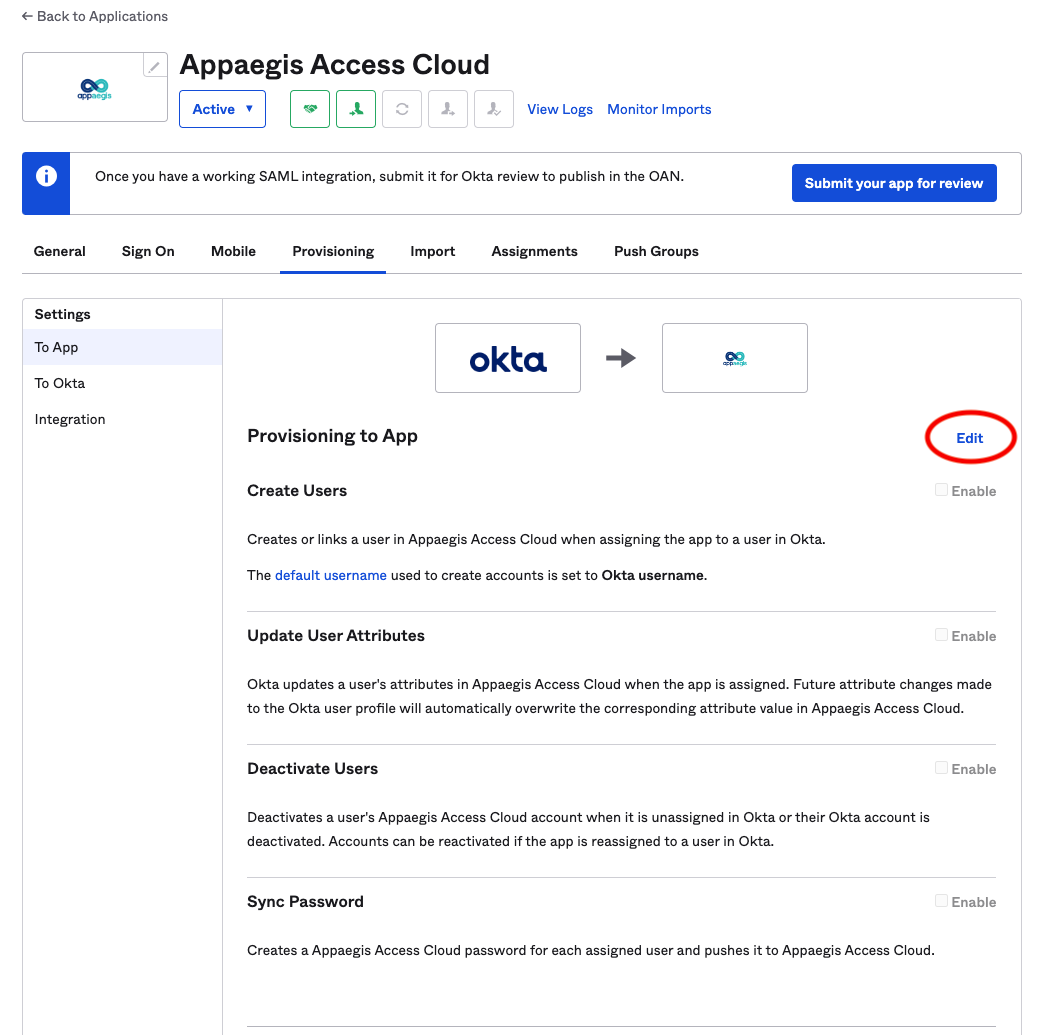 ← Back to Applications
Appaegis Access Cloud
appaegis
Active ▼
View Logs Monitor Imports
Once you have a working SAML integration, submit it for Okta review to publish in the OAN.
Submit your app for review
General Sign On Mobile Provisioning Import Assignments Push Groups
Settings
To App
To Okta
Integration
okta
appaegis
Provisioning to App
Edit
Create Users
Enable
Creates or links a user in Appaegis Access Cloud when assigning the app to a user in Okta.
The default username used to create accounts is set to Okta username.
Update User Attributes
Enable
Okta updates a user's attributes in Appaegis Access Cloud when the app is assigned. Future attribute changes made
to the Okta user profile will automatically overwrite the corresponding attribute value in Appaegis Access Cloud.
Deactivate Users
Enable
Deactivates a user's Appaegis Access Cloud account when it is unassigned in Okta or their Okta account is
deactivated. Accounts can be reactivated if the app is reassigned to a user in Okta.
Sync Password
Enable
Creates a Appaegis Access Cloud password for each assigned user and pushes it to Appaegis Access Cloud.